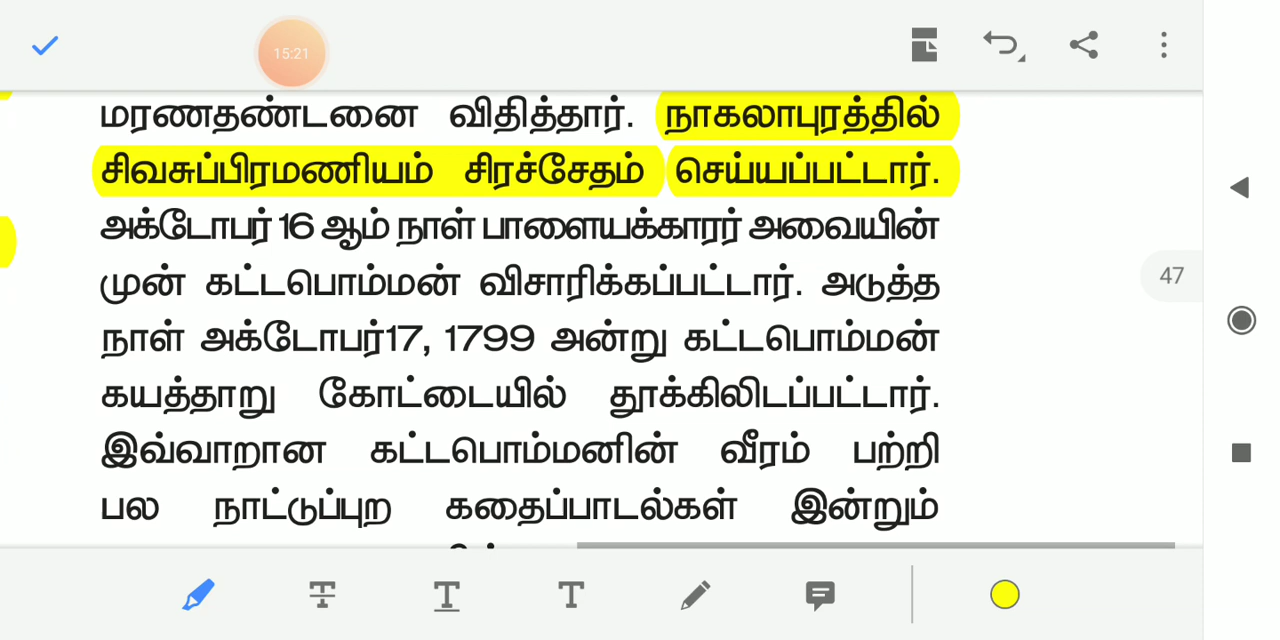 15:21
மரணதண்டனை விதித்தார். நாகலாபுரத்தில்
சிவசுப்பிரமணியம் சிரச்சேதம் செய்யப்பட்டார்.
அக்டோபர் 16 ஆம் நாள் பாளையக்காரர் அவையின்
முன் கட்டபொம்மன் விசாரிக்கப்பட்டார். அடுத்த
நாள் அக்டோபர்17, 1799 அன்று கட்டபொம்மன்
கயத்தாறு கோட்டையில் தூக்கிலிடப்பட்டார்.
இவ்வாறான கட்டபொம்மனின் வீரம் பற்றி
பல நாட்டுப்புற கதைப்பாடல்கள் இன்றும்
47